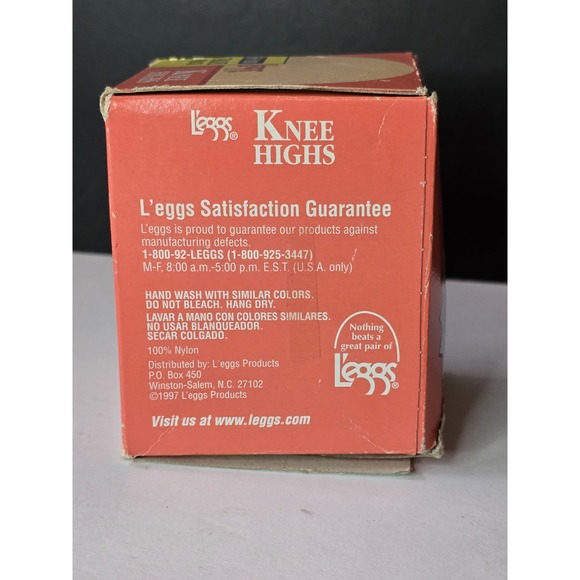 L'eggs® KNEE
HIGHS
L'eggs Satisfaction Guarantee
L'eggs is proud to guarantee our products against
manufacturing defects.
1-800-92-LEGGS (1-800-925-3447)
M-F. 8:00 a.m.-5:00 p.m. E.S.T. (U.S.A. only)
HAND WASH WITH SIMILAR COLORS.
DO NOT BLEACH. HANG DRY.
LAVAR A MANO CON COLORES SIMILARES.
NO USAR BLANQUEADOR.
SECAR COLGADO.
100% Nylon
Distributed by: L'eggs Products
P.O. Box 450
Winston-Salem, N.C. 27102
©1997 L'eggs Products
Visit us at www.leggs.com
Nothing
beats a
great pair of
L'eggs®